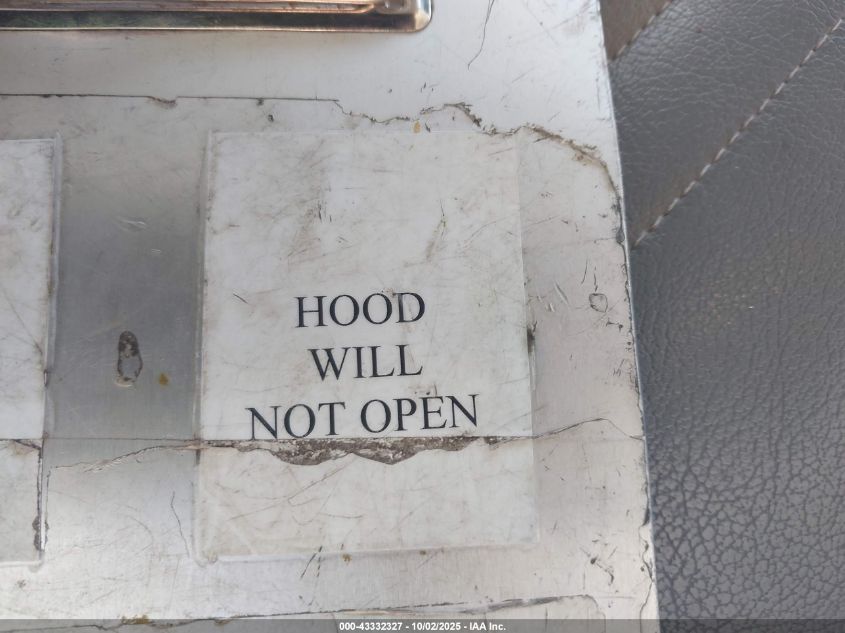 HOOD
WILL
NOT OPEN
000-43332327 - 10/02/2025 - IAA Inc.